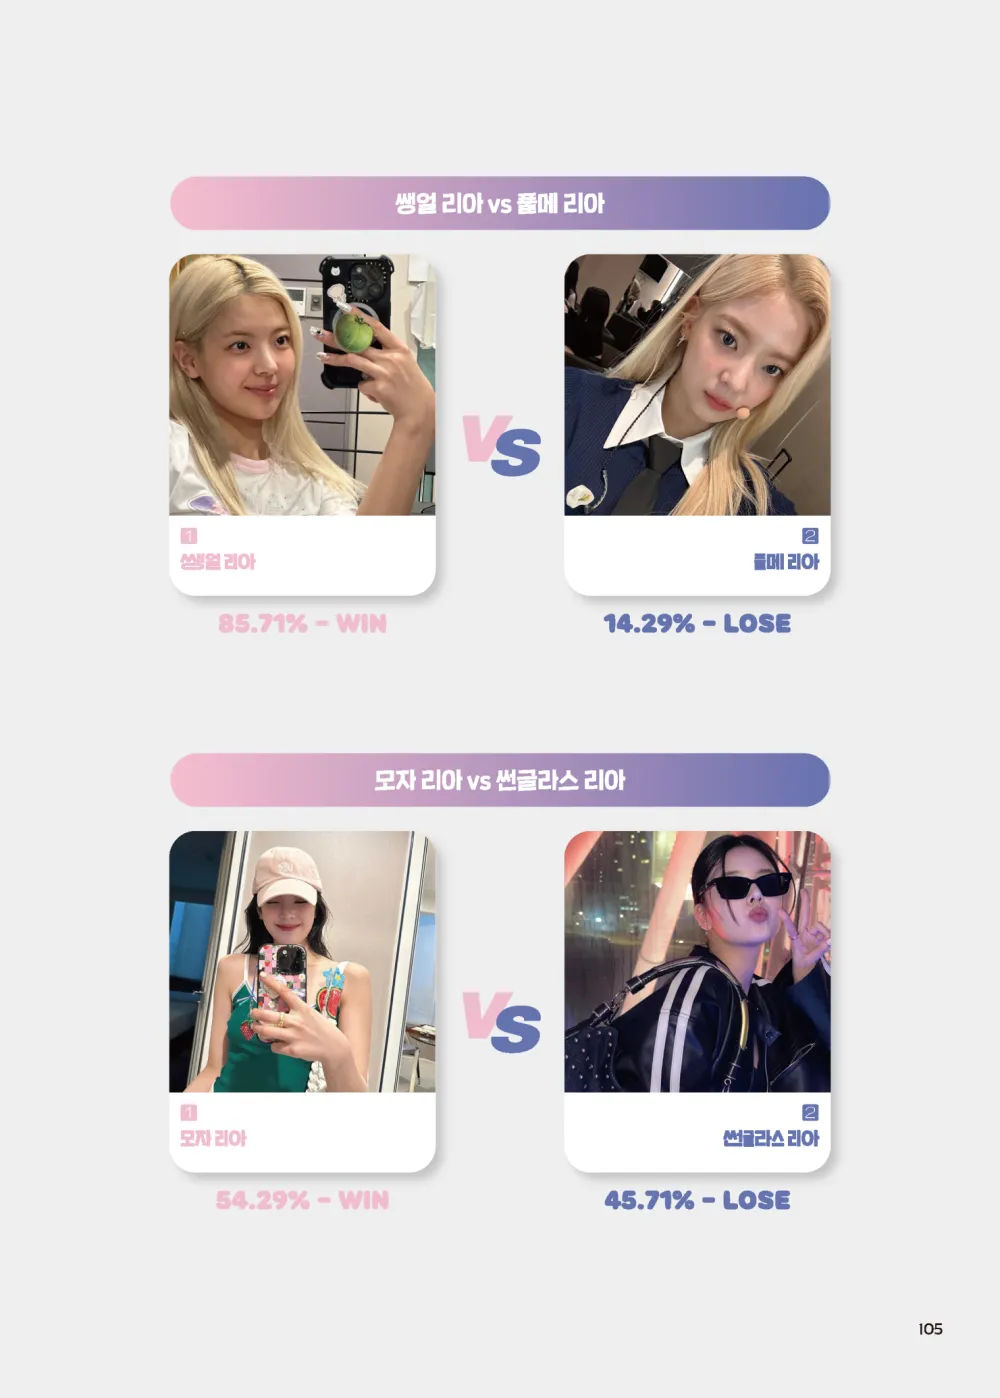 쌩얼 리아 vs 풀메 리아
VS
1
쌩얼 리아
2
풀메 리아
85.71% - WIN
14.29% - LOSE
모자 리아 vs 썬굴라스 리아
VS
1
모자 리아
2
썬글라스 리아
54.29% - WIN
45.71% - LOSE
105